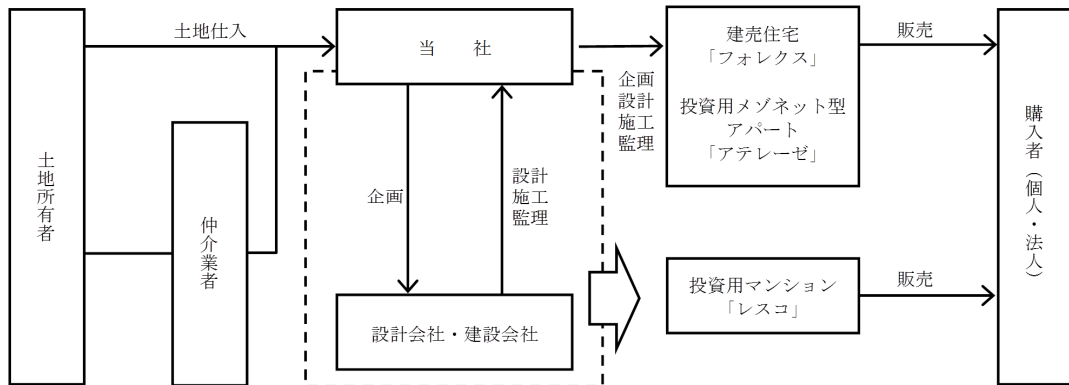 土地所有者
土地仕入
仲介業者
当　社
企画
設計
施工
監理
設計会社・建設会社
企画
設計
施工
監理
建売住宅
「フォレクス」
投資用メゾネット型
アパート
「アテレーゼ」
販売
投資用マンション
「レスコ」
販売
購入者（個人・法人）